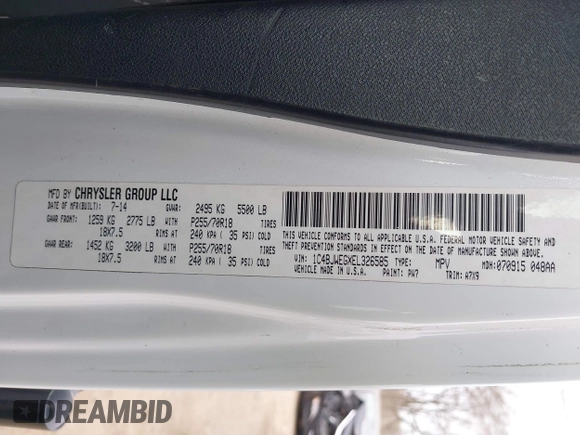 MFD BY CHRYSLER GROUP LLC
DATE OF MFR(BUILT): 7-14 GVWR: 2495 KG 5500 LB
GAWR FRONT: 1259 KG 2775 LB P255/70R18 TIRES
18X7.5 RIMS AT 240 KPA ( 35 PSI) COLD
GAWR REAR: 1452 KG 3200 LB P255/70R18 TIRES
18X7.5 RIMS AT 240 KPA ( 35 PSI) COLD
THIS VEHICLE CONFORMS TO ALL APPLICABLE U.S.A. FEDERAL MOTOR VEHICLE SAFETY AND
THEFT PREVENTION STANDARDS IN EFFECT ON THE DATE OF MANUFACTURE SHOWN ABOVE.
VIN: 1C4BJWEGXEL326585 TYPE: MPV MDH: 070915 048AA
VEHICLE MADE IN U.S.A. PAINT: PW7 TRIM: A7X9
DREAMBID